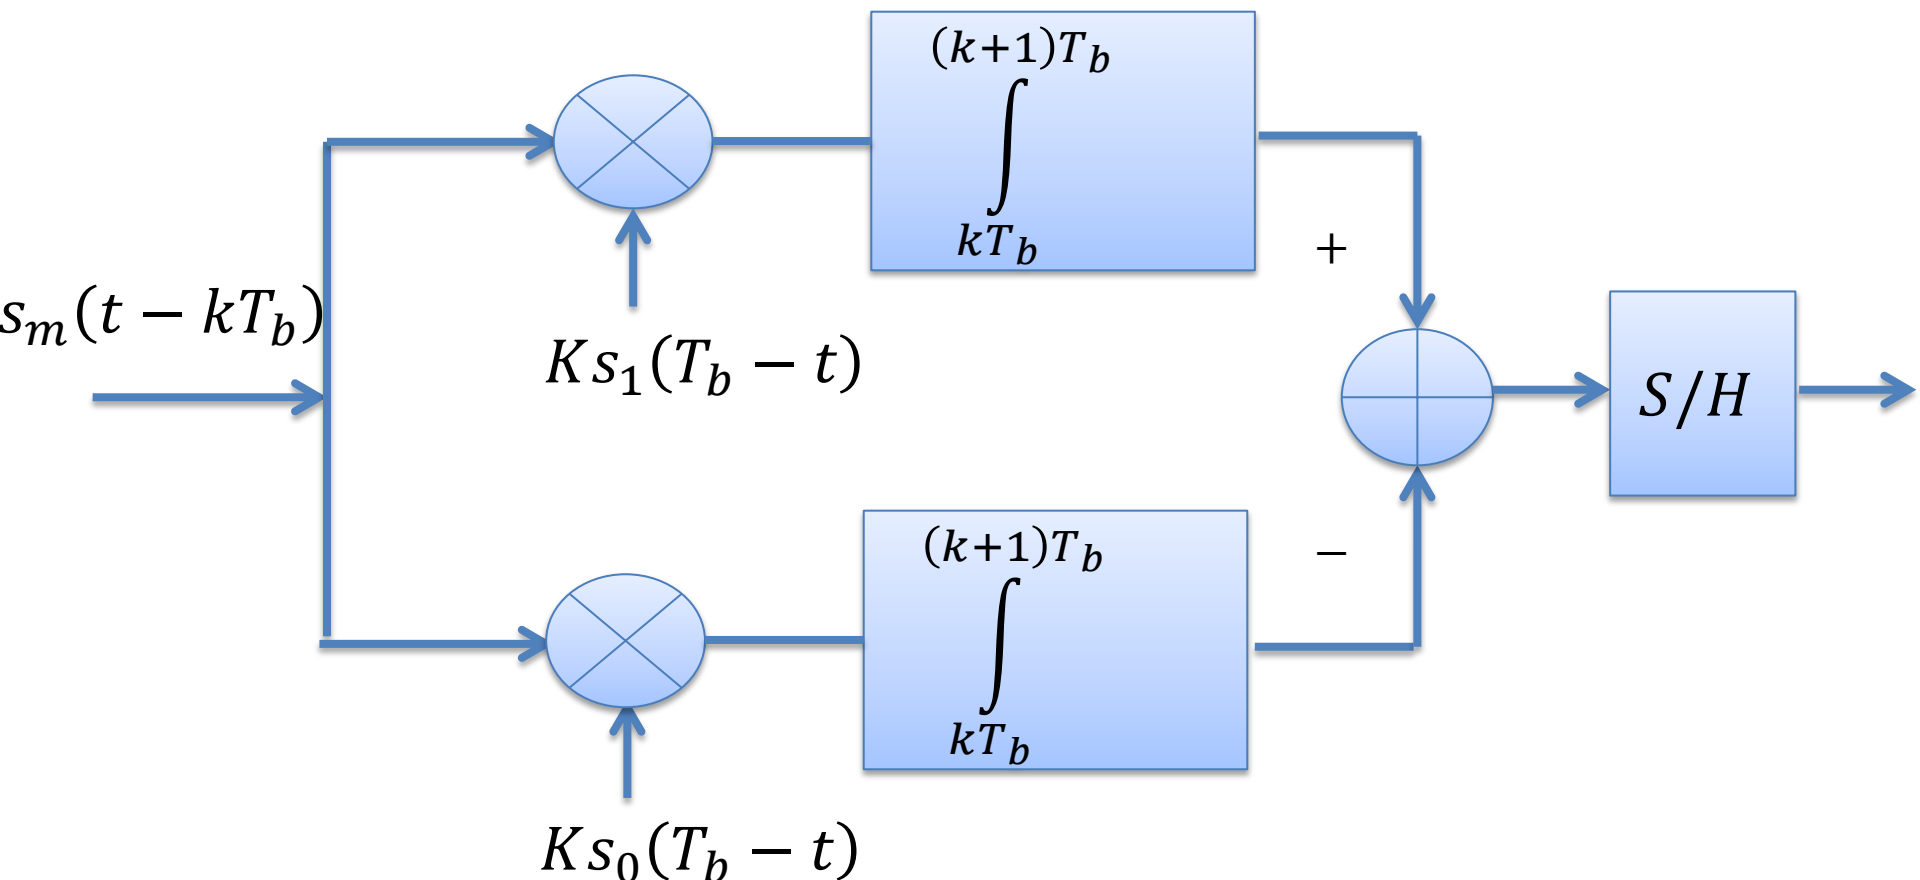 (k+1)T_b
∫
kT_b
+
s_m(t − kT_b)
Ks_1(T_b − t)
S/H
(k+1)T_b
∫
kT_b
−
Ks_0(T_b − t)